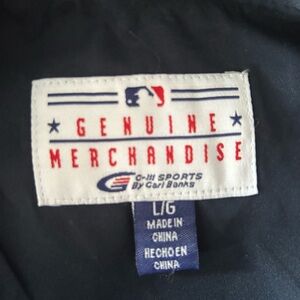 GENUINE
MERCHANDISE
C-III SPORTS
By Carl Banks
L/G
MADE IN
CHINA
HECHO EN
CHINA